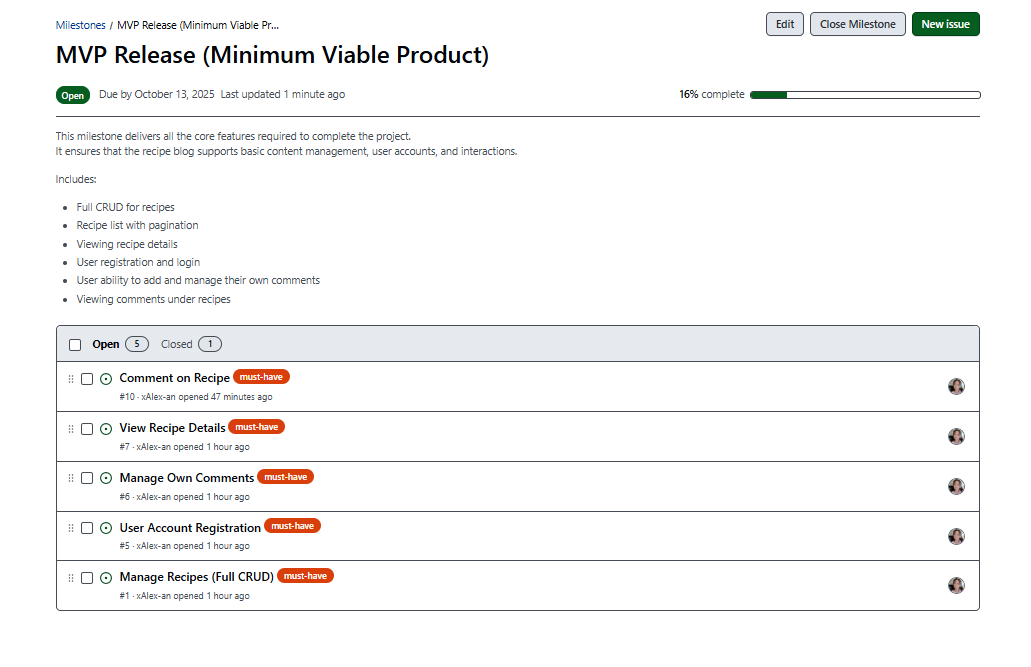 Milestones / MVP Release (Minimum Viable Pr...
Edit
Close Milestone
New issue
MVP Release (Minimum Viable Product)
Open
Due by October 13, 2025 Last updated 1 minute ago
16% complete
This milestone delivers all the core features required to complete the project.
It ensures that the recipe blog supports basic content management, user accounts, and interactions.
Includes:
• Full CRUD for recipes
• Recipe list with pagination
• Viewing recipe details
• User registration and login
• User ability to add and manage their own comments
• Viewing comments under recipes
Open 5 Closed 1
Comment on Recipe must-have
#10 · xAlex-an opened 47 minutes ago
View Recipe Details must-have
#7 · xAlex-an opened 1 hour ago
Manage Own Comments must-have
#6 · xAlex-an opened 1 hour ago
User Account Registration must-have
#5 · xAlex-an opened 1 hour ago
Manage Recipes (Full CRUD) must-have
#1 · xAlex-an opened 1 hour ago